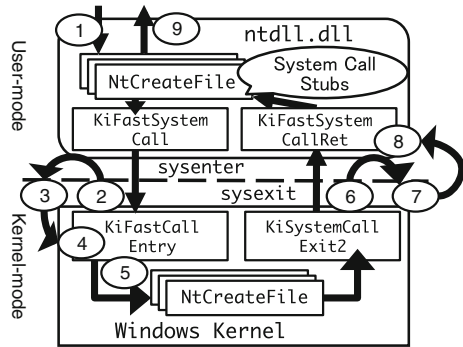 1
9
ntdll.dll
System Call
Stubs
NtCreateFile
User-mode
KiFastSystem
Call
KiFastSystem
CallRet
8
sysenter
sysexit
3
2
6
7
Kernel-mode
4
KiFastCall
Entry
KiSystemCall
Exit2
5
NtCreateFile
Windows Kernel